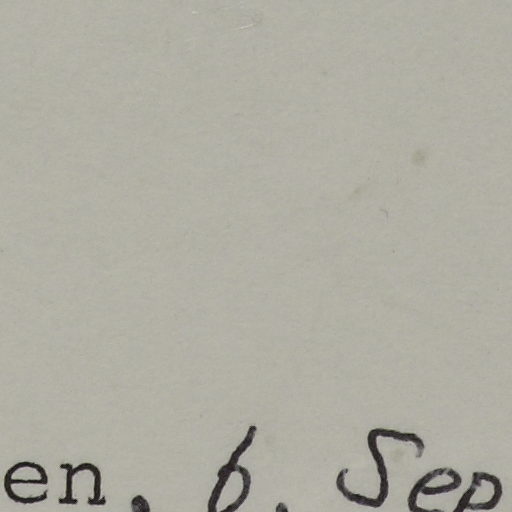 en, 6. Sep